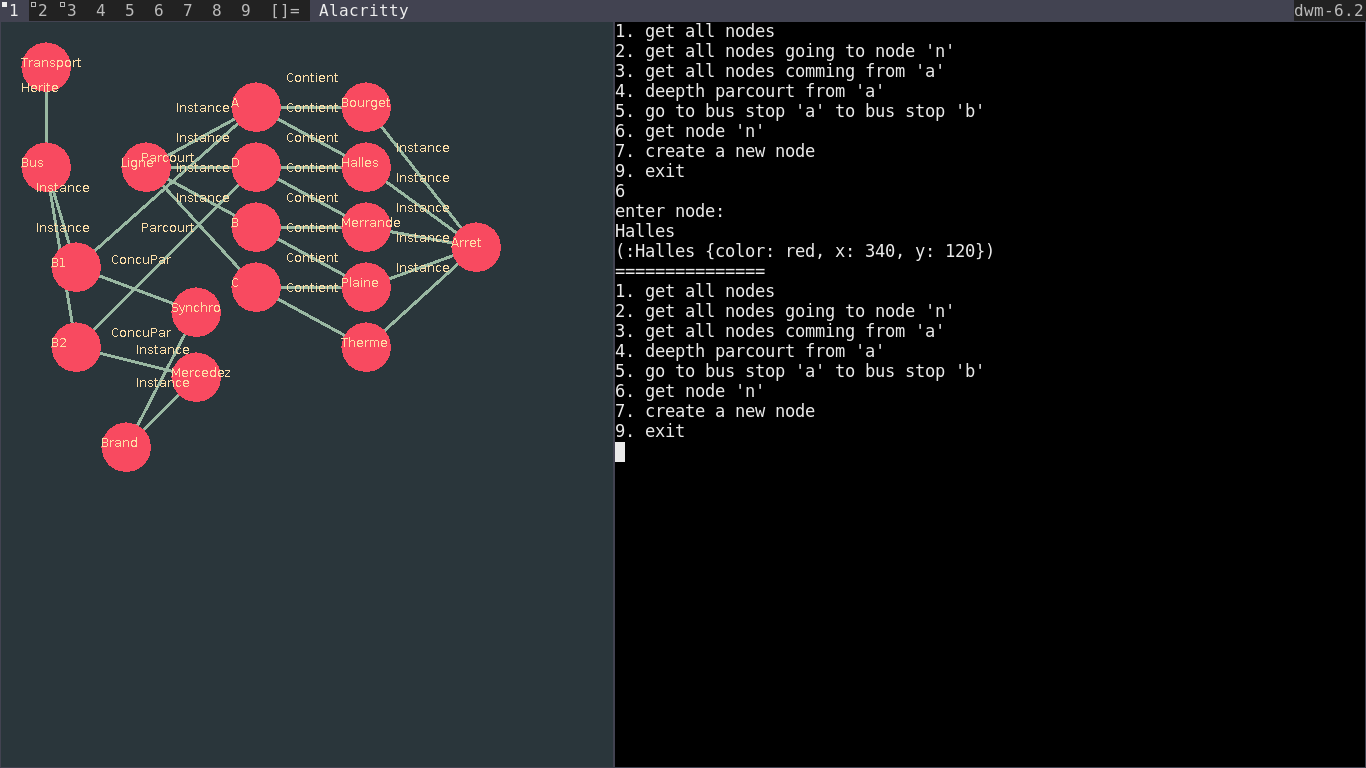 1 2 3 4 5 6 7 8 9 []= Alacritty dwm-6.2
Transport
Herite
Contient
A
Bourget
Instance
Contient
Instance
Contient
Instance
Parcourt
Bus
Ligne
Instance
D
Contient
Halles
Instance
Instance
Instance
Contient
Instance
B
Merrande
Instance
Parcourt
Contient
Instance
Arret
B1
ConcuPar
Contient
Instance
C
Plaine
Contient
Synchro
ConcuPar
B2
Instance
Therme
Mercedez
Instance
Brand
1. get all nodes
2. get all nodes going to node 'n'
3. get all nodes comming from 'a'
4. deepth parcourt from 'a'
5. go to bus stop 'a' to bus stop 'b'
6. get node 'n'
7. create a new node
9. exit
6
enter node:
Halles
(:Halles {color: red, x: 340, y: 120})
===============
1. get all nodes
2. get all nodes going to node 'n'
3. get all nodes comming from 'a'
4. deepth parcourt from 'a'
5. go to bus stop 'a' to bus stop 'b'
6. get node 'n'
7. create a new node
9. exit